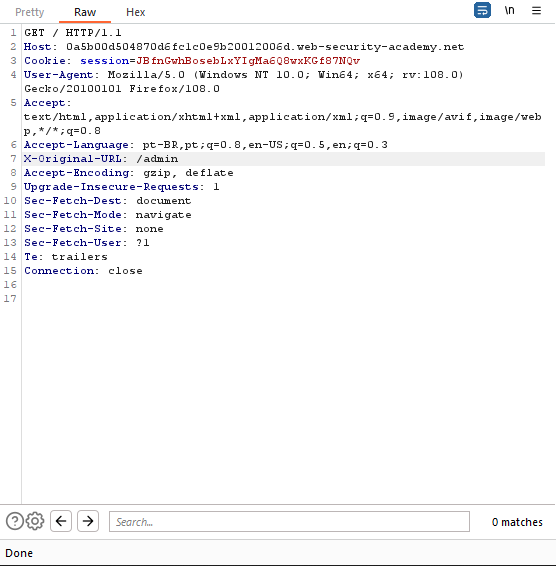 Pretty Raw Hex \n
1 GET / HTTP/1.1
2 Host: 0a5b00d504870d6fc1c0e9b20012006d.web-security-academy.net
3 Cookie: session=JBfnGwhBosebLxYIgMa6Q8wxKGf87NQv
4 User-Agent: Mozilla/5.0 (Windows NT 10.0; Win64; x64; rv:108.0)
Gecko/20100101 Firefox/108.0
5 Accept:
text/html,application/xhtml+xml,application/xml;q=0.9,image/avif,image/web
p,*/*;q=0.8
6 Accept-Language: pt-BR,pt;q=0.8,en-US;q=0.5,en;q=0.3
7 X-Original-URL: /admin
8 Accept-Encoding: gzip, deflate
9 Upgrade-Insecure-Requests: 1
10 Sec-Fetch-Dest: document
11 Sec-Fetch-Mode: navigate
12 Sec-Fetch-Site: none
13 Sec-Fetch-User: ?1
14 Te: trailers
15 Connection: close
16
17
Search... 0 matches
Done